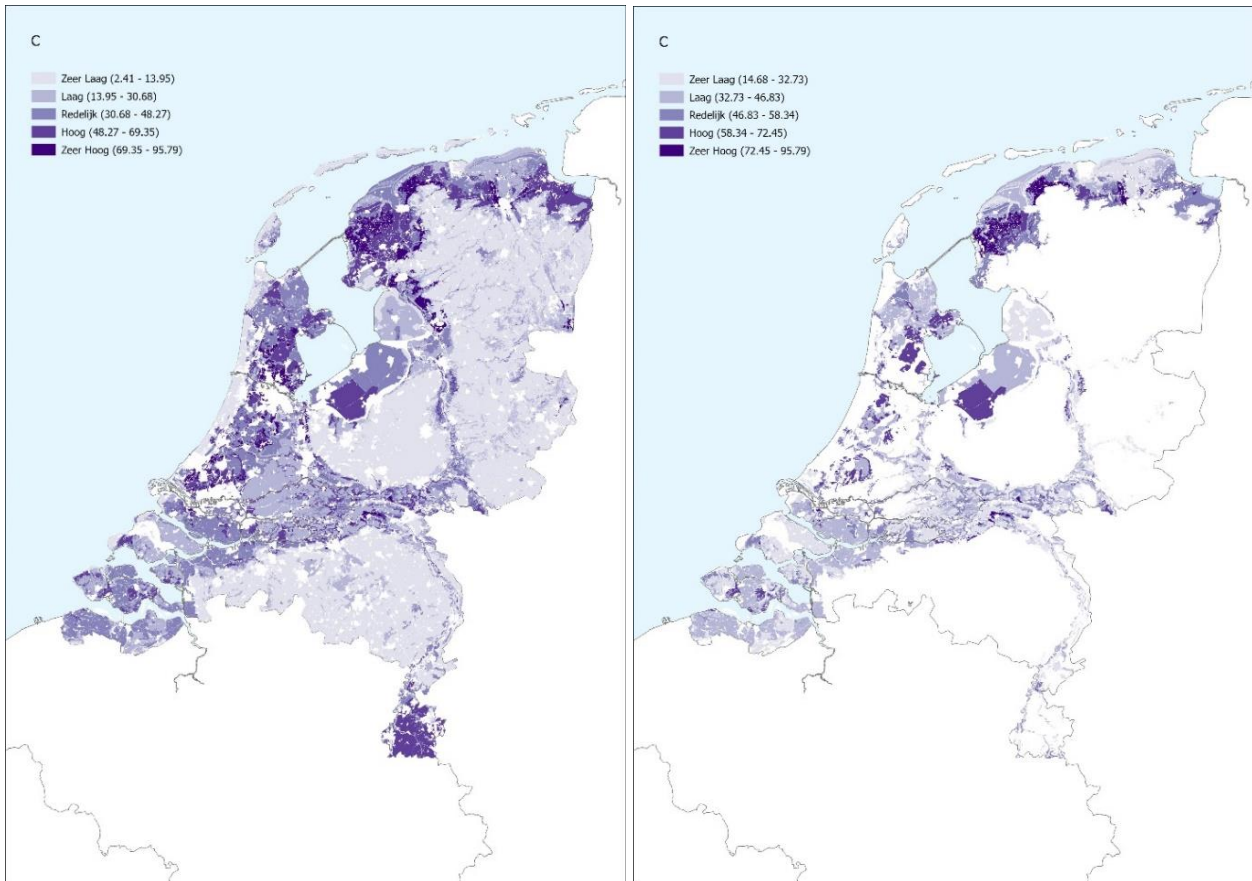 C
Zeer Laag (2.41 - 13.95)
Laag (13.95 - 30.68)
Redelijk (30.68 - 48.27)
Hoog (48.27 - 69.35)
Zeer Hoog (69.35 - 95.79)
C
Zeer Laag (14.68 - 32.73)
Laag (32.73 - 46.83)
Redelijk (46.83 - 58.34)
Hoog (58.34 - 72.45)
Zeer Hoog (72.45 - 95.79)